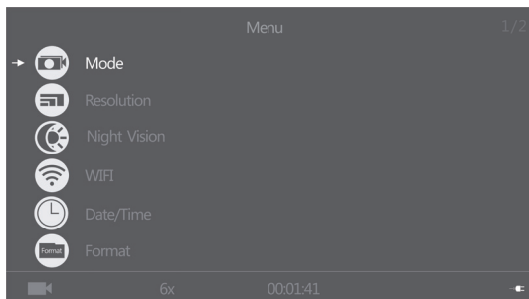 Menu 1/2
Mode
Resolution
Night Vision
WIFI
Date/Time
Format Format
6x 00:01:41